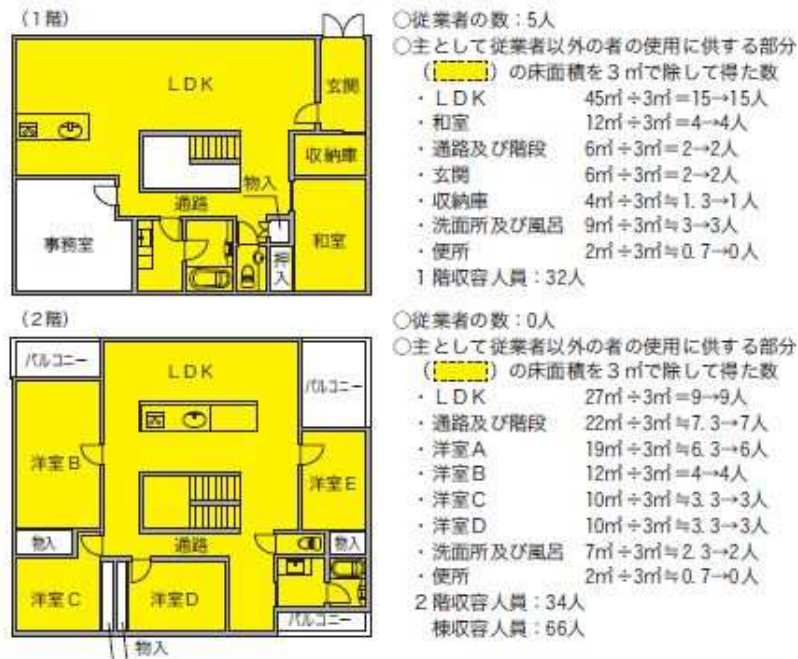 (1階)
LDK
玄関
収納庫
物入
通路
事務室
押入
和室
○従業者の数：5人
○主として従業者以外の者の使用に供する部分
（　　）の床面積を3㎡で除して得た数
・LDK 45㎡÷3㎡＝15→15人
・和室 12㎡÷3㎡＝4→4人
・通路及び階段 6㎡÷3㎡＝2→2人
・玄関 6㎡÷3㎡＝2→2人
・収納庫 4㎡÷3㎡≒1.3→1人
・洗面所及び風呂 9㎡÷3㎡＝3→3人
・便所 2㎡÷3㎡≒0.7→0人
1階収容人員：32人
(2階)
バルコニー
LDK
バルコニー
洋室B
洋室E
物入
通路
物入
洋室C
洋室D
バルコニー
物入
○従業者の数：0人
○主として従業者以外の者の使用に供する部分
（　　）の床面積を3㎡で除して得た数
・LDK 27㎡÷3㎡＝9→9人
・通路及び階段 22㎡÷3㎡≒7.3→7人
・洋室A 19㎡÷3㎡≒6.3→6人
・洋室B 12㎡÷3㎡＝4→4人
・洋室C 10㎡÷3㎡≒3.3→3人
・洋室D 10㎡÷3㎡≒3.3→3人
・洗面所及び風呂 7㎡÷3㎡≒2.3→2人
・便所 2㎡÷3㎡≒0.7→0人
2階収容人員：34人
棟収容人員：66人